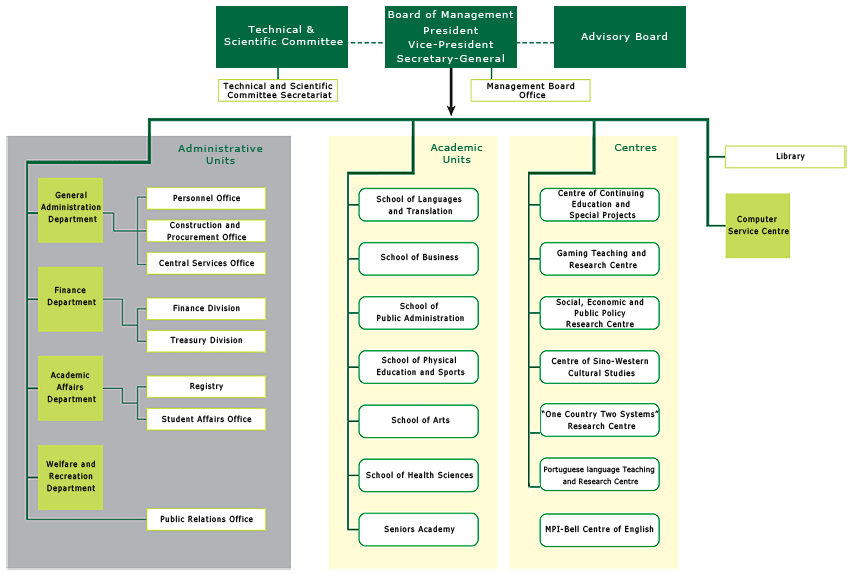 Technical &
Scientific Committee
Board of Management
President
Vice-President
Secretary-General
Advisory Board
Technical and Scientific
Committee Secretariat
Management Board
Office
Administrative
Units
General
Administration
Department
Personnel Office
Construction and
Procurement Office
Central Services Office
Finance
Department
Finance Division
Treasury Division
Academic
Affairs
Department
Registry
Student Affairs Office
Welfare and
Recreation
Department
Public Relations Office
Academic
Units
School of Languages
and Translation
School of Business
School of
Public Administration
School of Physical
Education and Sports
School of Arts
School of Health Sciences
Seniors Academy
Centres
Centre of Continuing
Education and
Special Projects
Gaming Teaching and
Research Centre
Social, Economic and
Public Policy
Research Centre
Centre of Sino-Western
Cultural Studies
"One Country Two Systems"
Research Centre
Portuguese language Teaching
and Research Centre
MPI-Bell Centre of English
Library
Computer
Service Centre